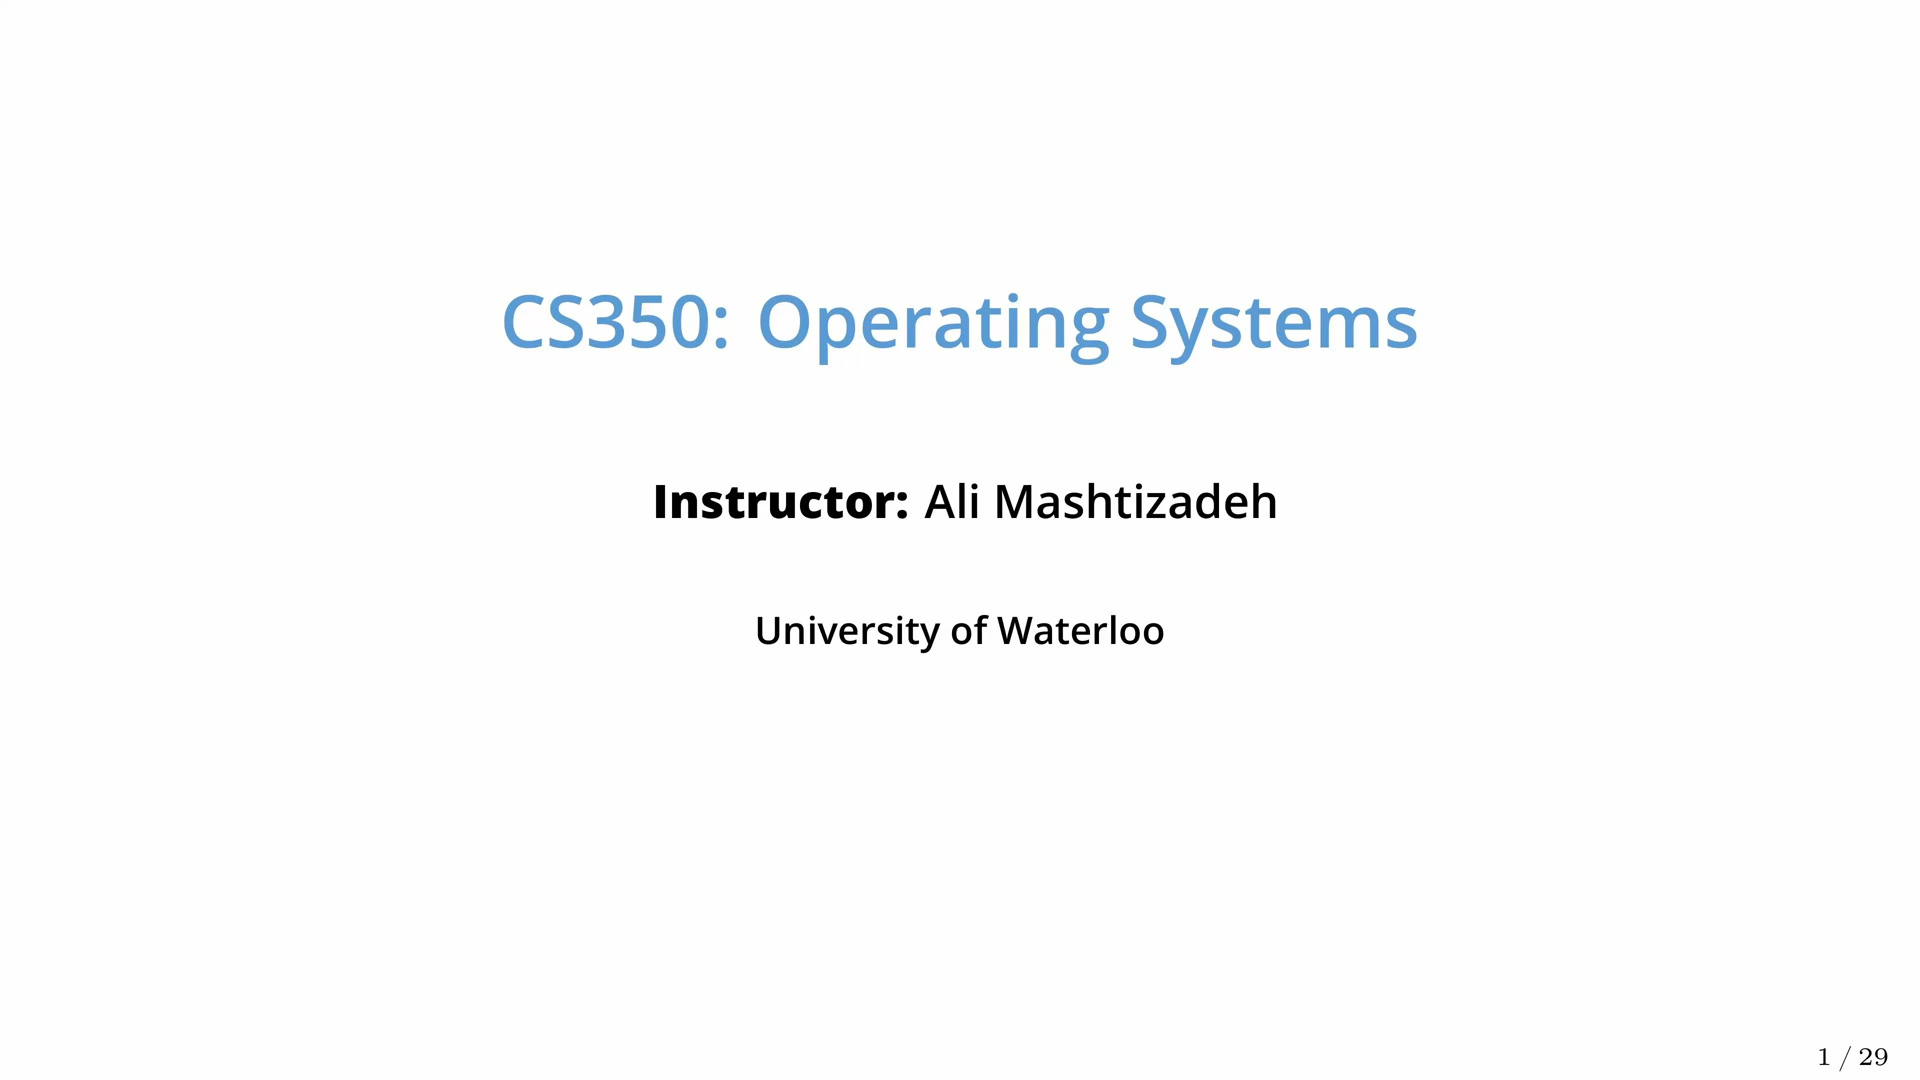 CS350: Operating Systems
Instructor: Ali Mashtizadeh
University of Waterloo
1 / 29